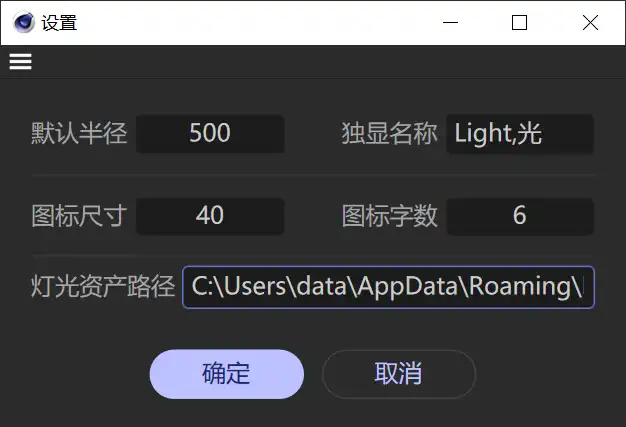 设置
默认半径 500 独显名称 Light,光
图标尺寸 40 图标字数 6
灯光资产路径 C:\Users\data\AppData\Roaming\
确定 取消